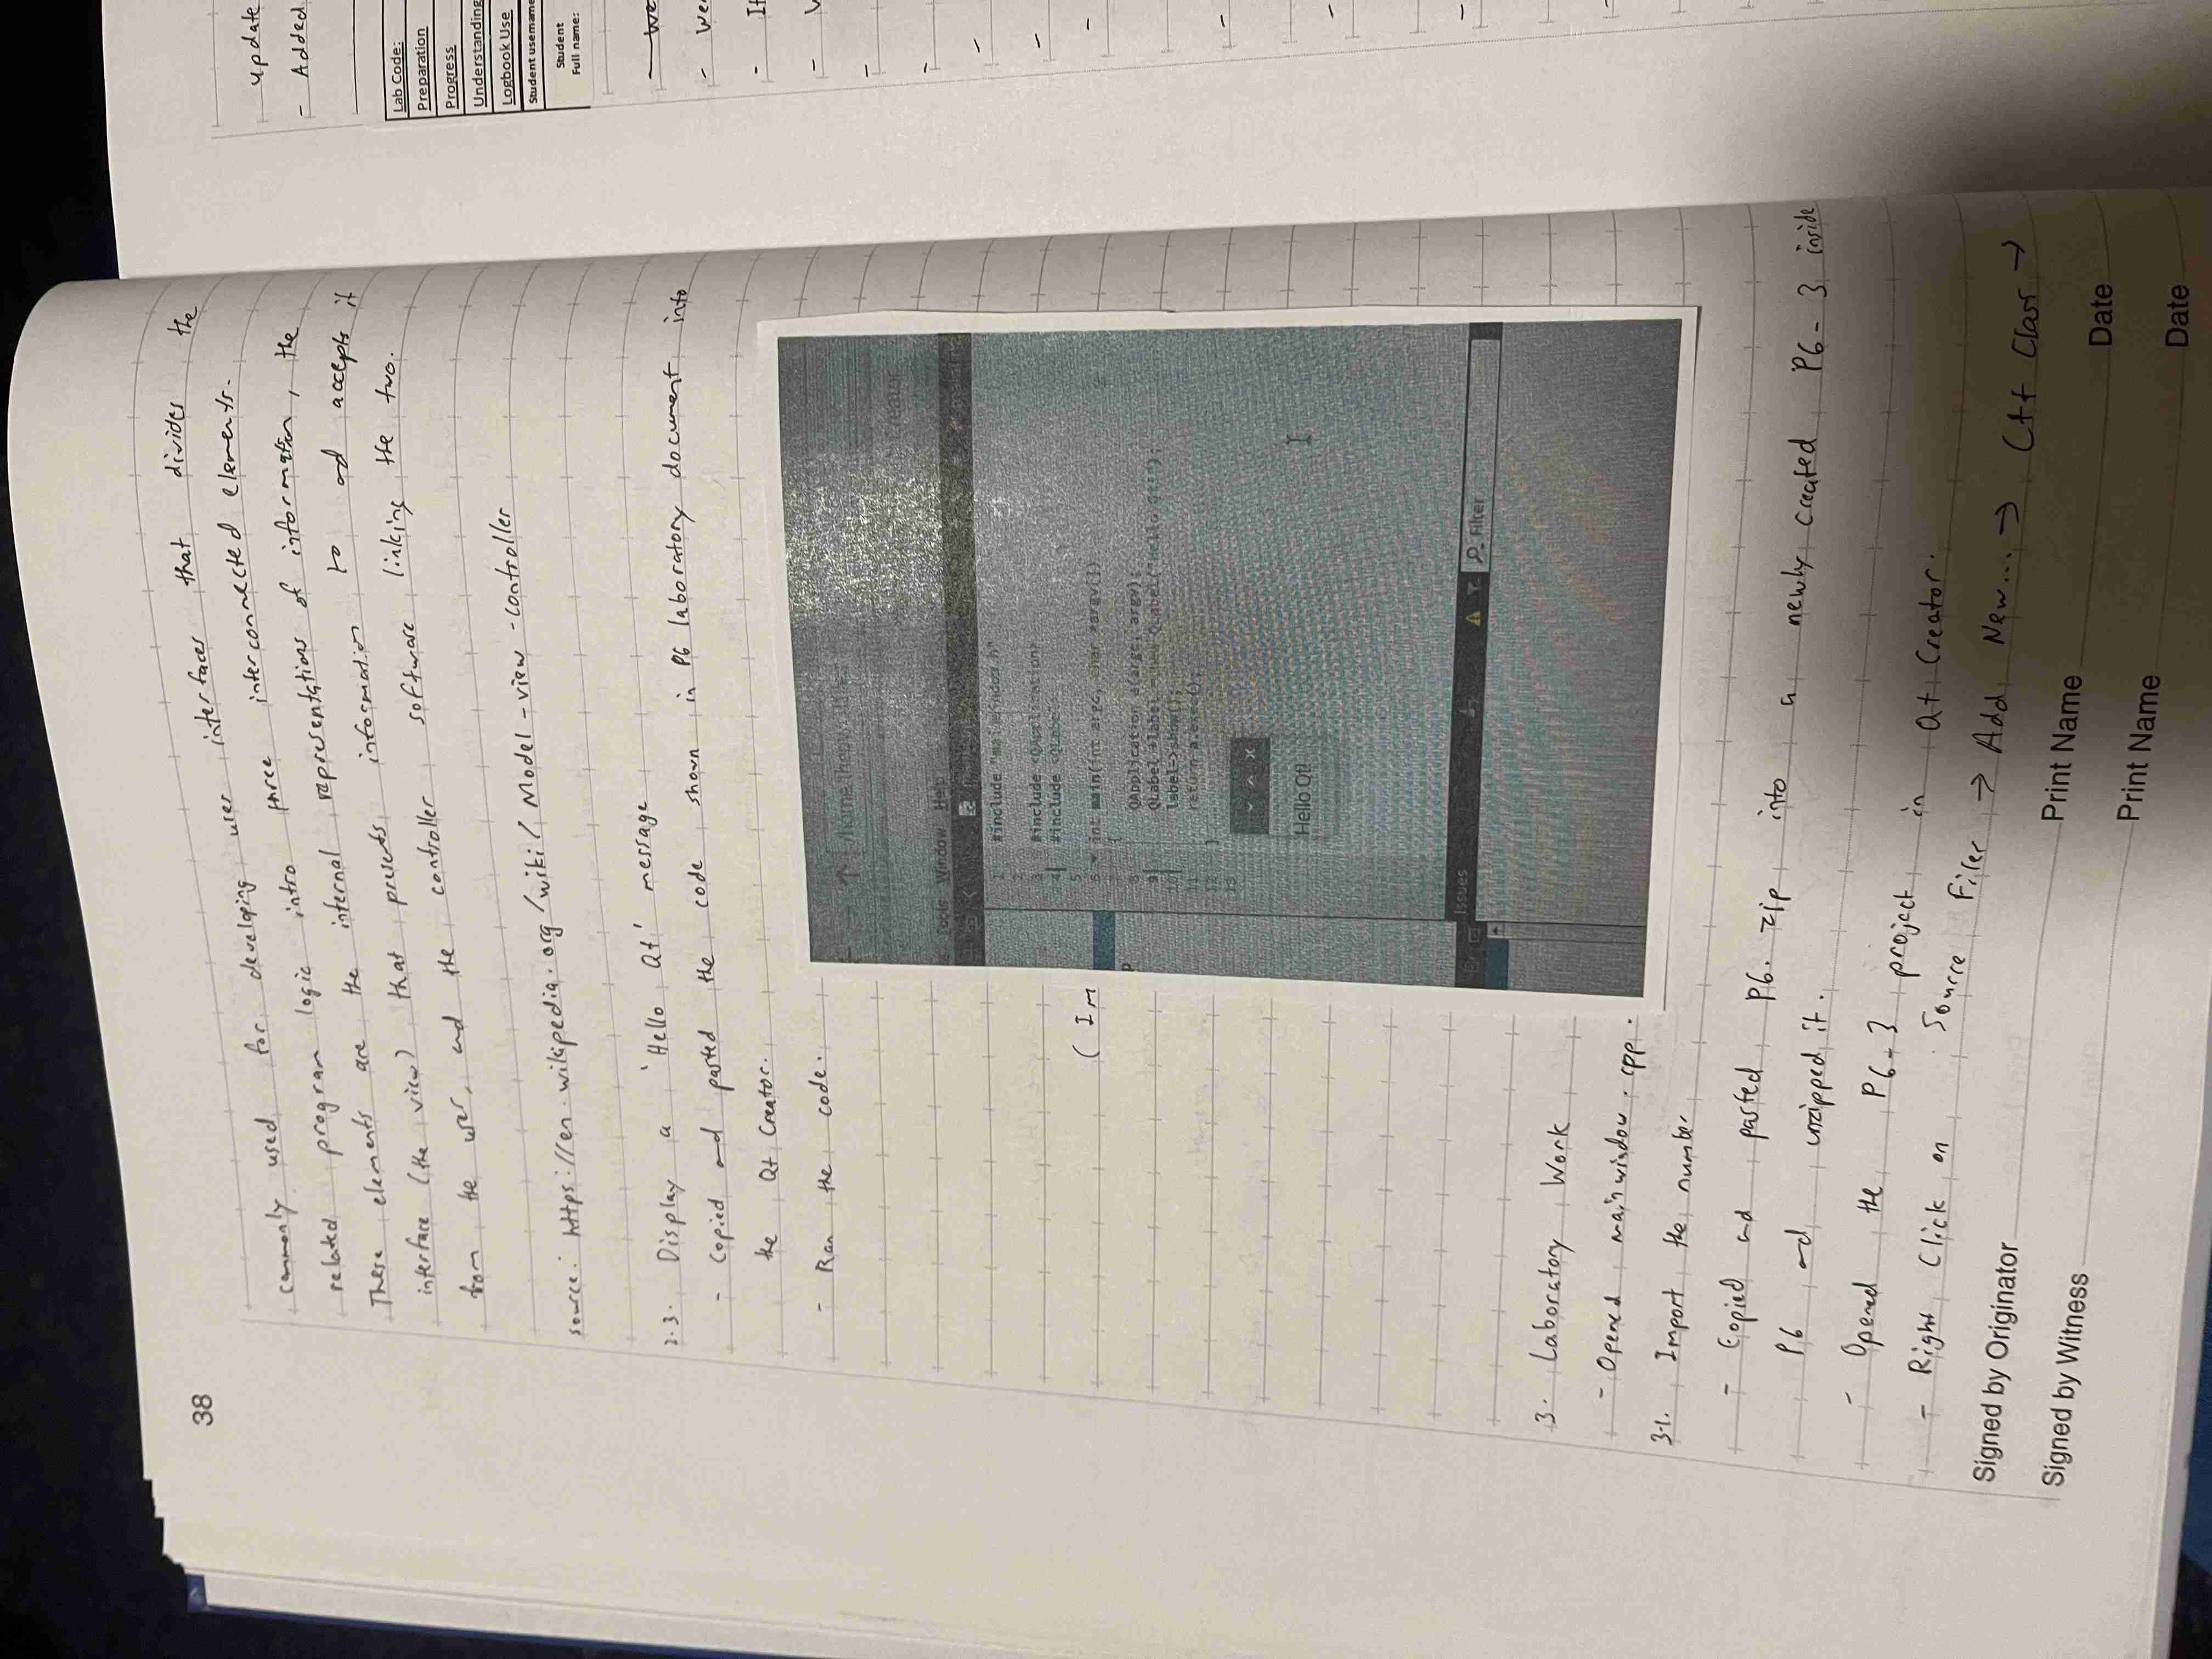 38
commonly used for developing user interfaces that divides the
related program logic intro three interconnected elements.
These elements are the internal representations of information, the
interface (the view) that presents information to and accepts it
from the user, and the controller software linking the two.
source: https://en.wikipedia.org/wiki/Model-view-controller
2.3. Display a 'Hello Qt' message
- Copied and pasted the code shown in P6 laboratory document into
the Qt Creator.
- Ran the code.
(Im
Creator
Tools Window Help
1 #include "mainwindow.h"
2
3 #include <QApplication>
4 #include <QLabel>
5
6 int main(int argc, char *argv[])
7 {
8 QApplication a(argc, argv);
9 QLabel *label = new QLabel("Hello Qt!");
10 label->show();
11 return a.exec();
12 }
13
Hello Qt!
Issues
Filter
3. Laboratory Work
- Opened mainwindow.cpp.
3.1. Import the number
- Copied and pasted P6.zip into a newly created P6-3 inside
P6 and unzipped it.
- Opened the P6-3 project in Qt Creator.
- Right Click on Source Files → Add New... → C++ Class →
Signed by Originator
Print Name
Date
Signed by Witness
Print Name
Date
update
- Added
Lab Code:
Preparation
Progress
Understanding
Logbook Use
Student username
Student
Full name:
We
- We
- It